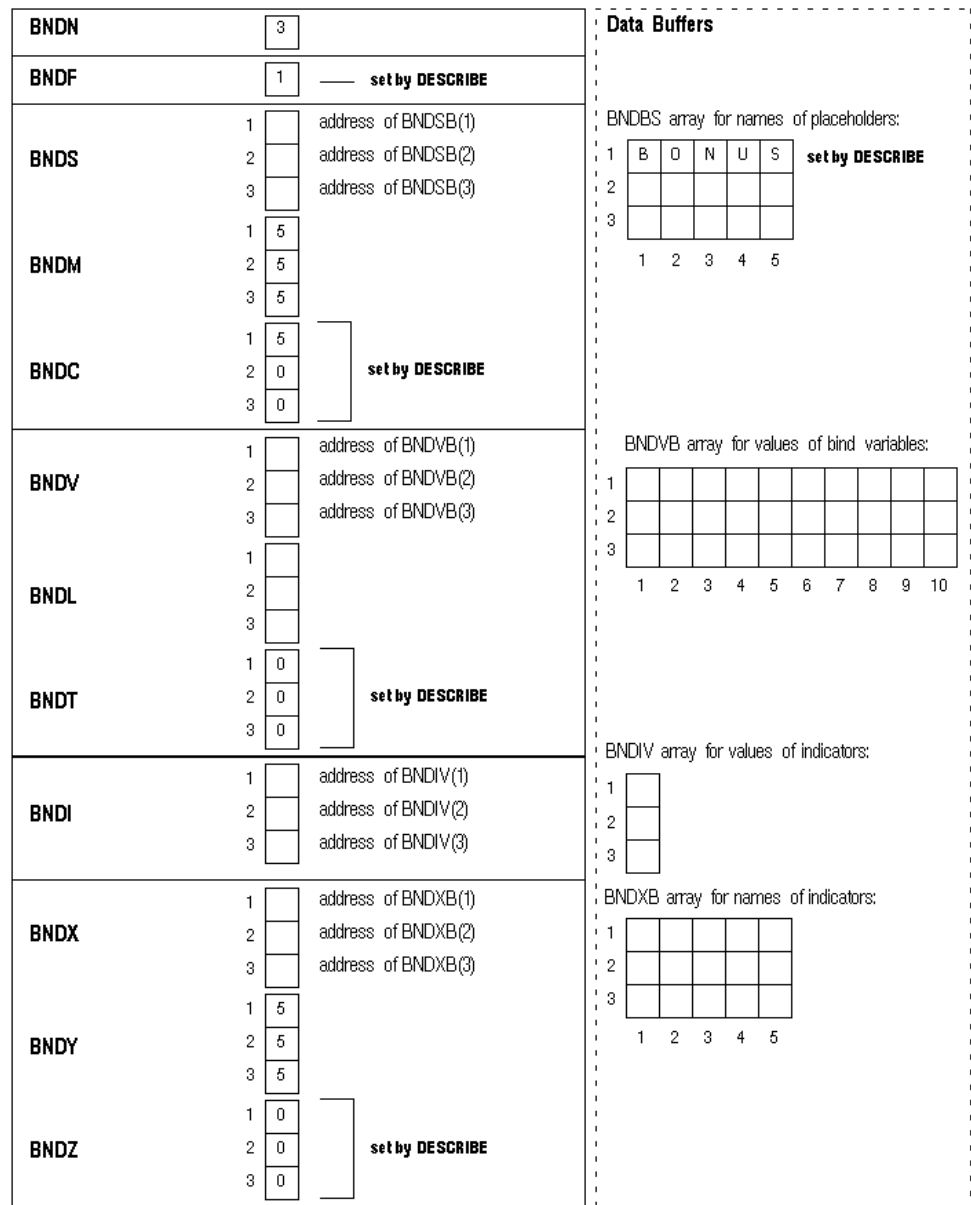 BNDN 3
BNDF 1 set by DESCRIBE
BNDS
1 address of BNDSB(1)
2 address of BNDSB(2)
3 address of BNDSB(3)
BNDM
1 5
2 5
3 5
BNDC
1 5
2 0 set by DESCRIBE
3 0
BNDV
1 address of BNDVB(1)
2 address of BNDVB(2)
3 address of BNDVB(3)
BNDL
1
2
3
BNDT
1 0
2 0 set by DESCRIBE
3 0
BNDI
1 address of BNDIV(1)
2 address of BNDIV(2)
3 address of BNDIV(3)
BNDX
1 address of BNDXB(1)
2 address of BNDXB(2)
3 address of BNDXB(3)
BNDY
1 5
2 5
3 5
BNDZ
1 0
2 0 set by DESCRIBE
3 0
Data Buffers
BNDBS array for names of placeholders:
1 B O N U S set by DESCRIBE
2
3
1 2 3 4 5
BNDVB array for values of bind variables:
1
2
3
1 2 3 4 5 6 7 8 9 10
BNDIV array for values of indicators:
1
2
3
BNDXB array for names of indicators:
1
2
3
1 2 3 4 5